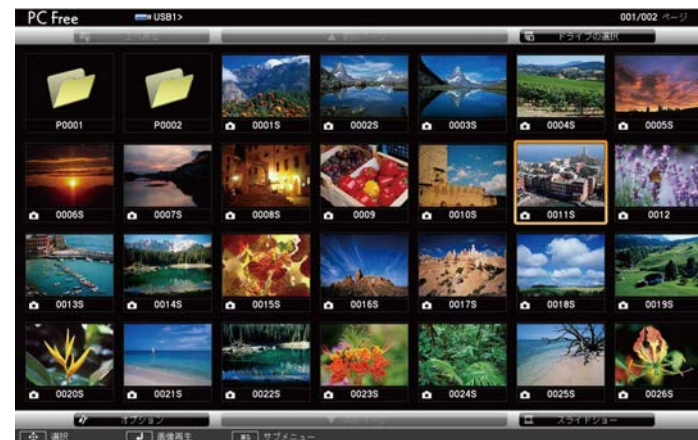 PC Free USB1> 001/002 ページ
上へ戻る ▲ 前のページ ドライブの選択
P0001 P0002 0001S 0002S 0003S 0004S 0005S
0006S 0007S 0008S 0009 0010S 0011S 0012
0013S 0014S 0015S 0016S 0017S 0018S 0019S
0020S 0021S 0022S 0023S 0024S 0025S 0026S
オプション スライドショー
選択 画像再生 サブメニュー